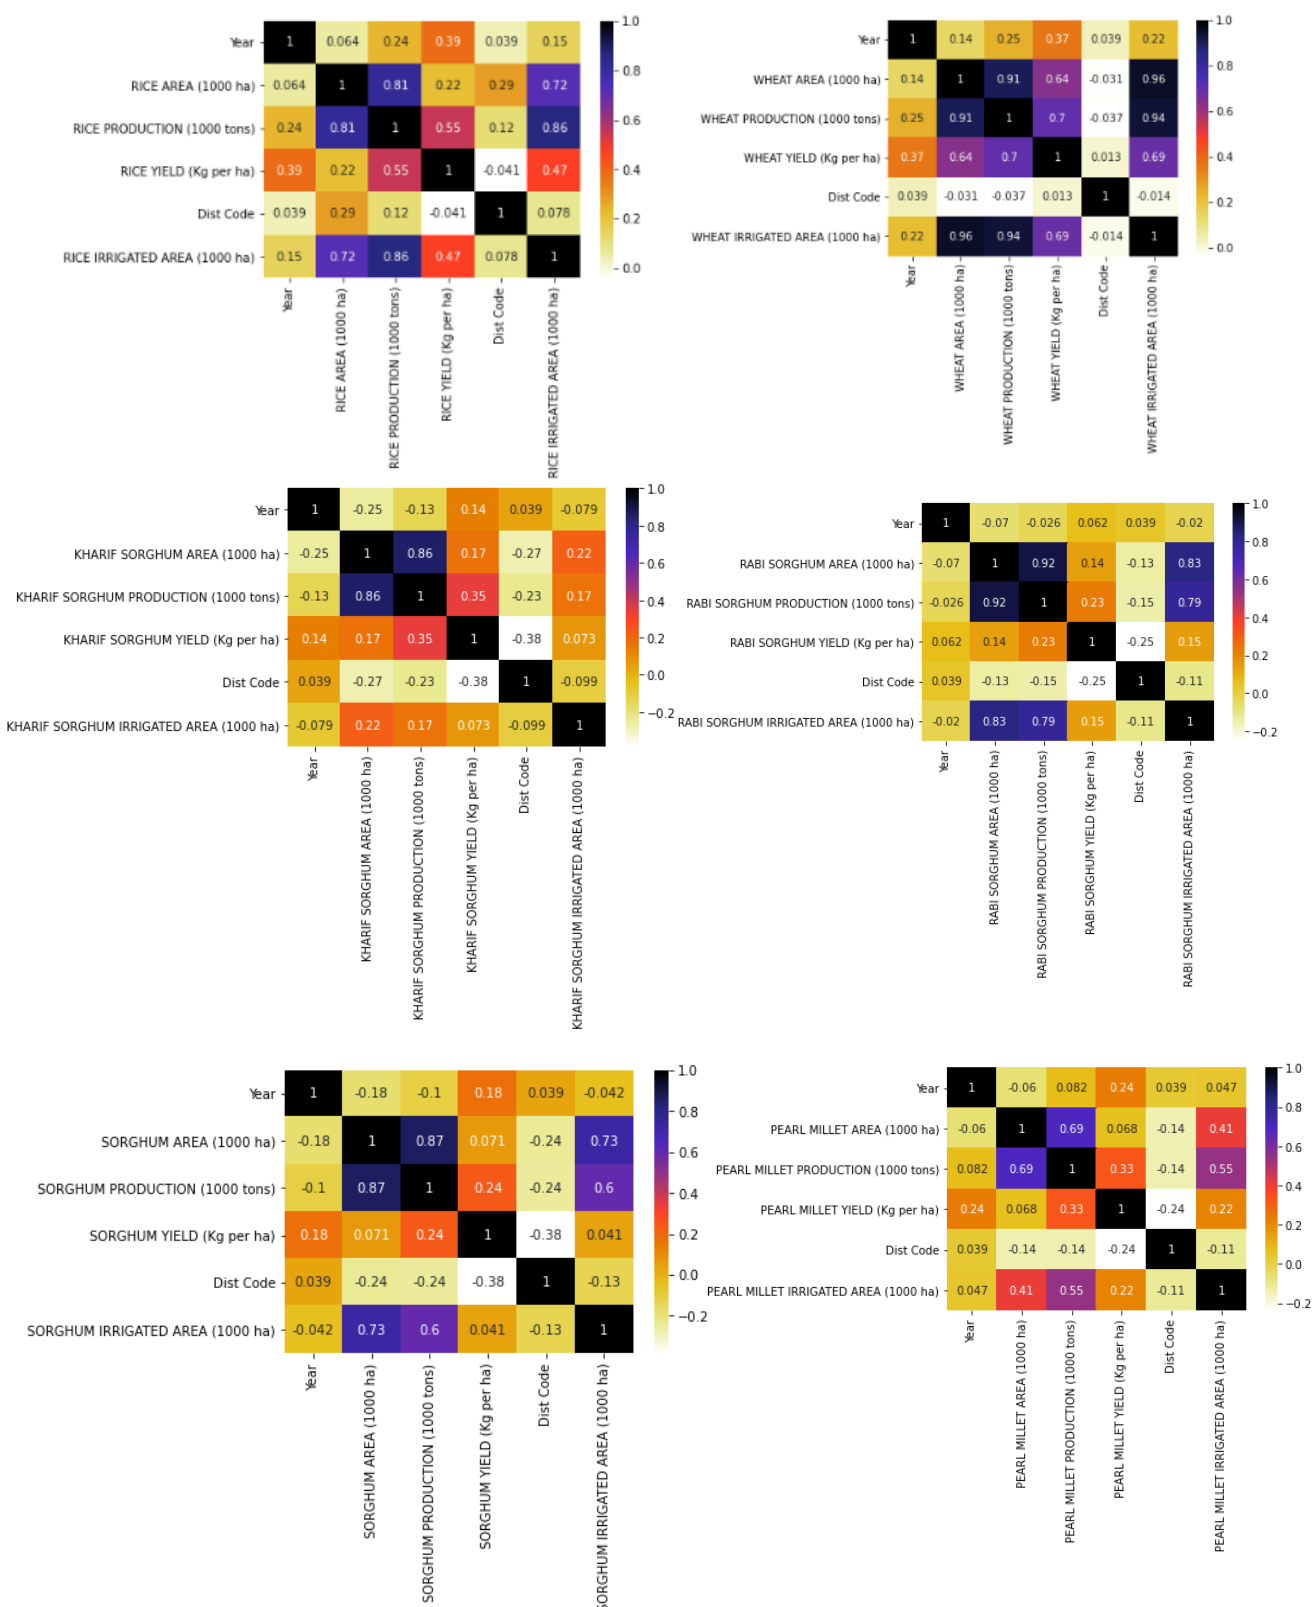 Year 1 0.064 0.24 0.39 0.039 0.15
RICE AREA (1000 ha) 0.064 1 0.81 0.22 0.29 0.72
RICE PRODUCTION (1000 tons) 0.24 0.81 1 0.55 0.12 0.86
RICE YIELD (Kg per ha) 0.39 0.22 0.55 1 -0.041 0.47
Dist Code 0.039 0.29 0.12 -0.041 1 0.078
RICE IRRIGATED AREA (1000 ha) 0.15 0.72 0.86 0.47 0.078 1
Year
RICE AREA (1000 ha)
RICE PRODUCTION (1000 tons)
RICE YIELD (Kg per ha)
Dist Code
RICE IRRIGATED AREA (1000 ha)
1.0
0.8
0.6
0.4
0.2
0.0
Year 1 0.14 0.25 0.37 0.039 0.22
WHEAT AREA (1000 ha) 0.14 1 0.91 0.64 -0.031 0.96
WHEAT PRODUCTION (1000 tons) 0.25 0.91 1 0.7 -0.037 0.94
WHEAT YIELD (Kg per ha) 0.37 0.64 0.7 1 0.013 0.69
Dist Code 0.039 -0.031 -0.037 0.013 1 -0.014
WHEAT IRRIGATED AREA (1000 ha) 0.22 0.96 0.94 0.69 -0.014 1
Year
WHEAT AREA (1000 ha)
WHEAT PRODUCTION (1000 tons)
WHEAT YIELD (Kg per ha)
Dist Code
WHEAT IRRIGATED AREA (1000 ha)
1.0
0.8
0.6
0.4
0.2
0.0
Year 1 -0.25 -0.13 0.14 0.039 -0.079
KHARIF SORGHUM AREA (1000 ha) -0.25 1 0.86 0.17 -0.27 0.22
KHARIF SORGHUM PRODUCTION (1000 tons) -0.13 0.86 1 0.35 -0.23 0.17
KHARIF SORGHUM YIELD (Kg per ha) 0.14 0.17 0.35 1 -0.38 0.073
Dist Code 0.039 -0.27 -0.23 -0.38 1 -0.099
KHARIF SORGHUM IRRIGATED AREA (1000 ha) -0.079 0.22 0.17 0.073 -0.099 1
Year
KHARIF SORGHUM AREA (1000 ha)
KHARIF SORGHUM PRODUCTION (1000 tons)
KHARIF SORGHUM YIELD (Kg per ha)
Dist Code
KHARIF SORGHUM IRRIGATED AREA (1000 ha)
1.0
0.8
0.6
0.4
0.2
0.0
−0.2
Year 1 -0.07 -0.026 0.062 0.039 -0.02
RABI SORGHUM AREA (1000 ha) -0.07 1 0.92 0.14 -0.13 0.83
RABI SORGHUM PRODUCTION (1000 tons) -0.026 0.92 1 0.23 -0.15 0.79
RABI SORGHUM YIELD (Kg per ha) 0.062 0.14 0.23 1 -0.25 0.15
Dist Code 0.039 -0.13 -0.15 -0.25 1 -0.11
RABI SORGHUM IRRIGATED AREA (1000 ha) -0.02 0.83 0.79 0.15 -0.11 1
Year
RABI SORGHUM AREA (1000 ha)
RABI SORGHUM PRODUCTION (1000 tons)
RABI SORGHUM YIELD (Kg per ha)
Dist Code
RABI SORGHUM IRRIGATED AREA (1000 ha)
1.0
0.8
0.6
0.4
0.2
0.0
−0.2
Year 1 -0.18 -0.1 0.18 0.039 -0.042
SORGHUM AREA (1000 ha) -0.18 1 0.87 0.071 -0.24 0.73
SORGHUM PRODUCTION (1000 tons) -0.1 0.87 1 0.24 -0.24 0.6
SORGHUM YIELD (Kg per ha) 0.18 0.071 0.24 1 -0.38 0.041
Dist Code 0.039 -0.24 -0.24 -0.38 1 -0.13
SORGHUM IRRIGATED AREA (1000 ha) -0.042 0.73 0.6 0.041 -0.13 1
Year
SORGHUM AREA (1000 ha)
SORGHUM PRODUCTION (1000 tons)
SORGHUM YIELD (Kg per ha)
Dist Code
SORGHUM IRRIGATED AREA (1000 ha)
1.0
0.8
0.6
0.4
0.2
0.0
−0.2
Year 1 -0.06 0.082 0.24 0.039 0.047
PEARL MILLET AREA (1000 ha) -0.06 1 0.69 0.068 -0.14 0.41
PEARL MILLET PRODUCTION (1000 tons) 0.082 0.69 1 0.33 -0.14 0.55
PEARL MILLET YIELD (Kg per ha) 0.24 0.068 0.33 1 -0.24 0.22
Dist Code 0.039 -0.14 -0.14 -0.24 1 -0.11
PEARL MILLET IRRIGATED AREA (1000 ha) 0.047 0.41 0.55 0.22 -0.11 1
Year
PEARL MILLET AREA (1000 ha)
PEARL MILLET PRODUCTION (1000 tons)
PEARL MILLET YIELD (Kg per ha)
Dist Code
PEARL MILLET IRRIGATED AREA (1000 ha)
1.0
0.8
0.6
0.4
0.2
0.0
−0.2